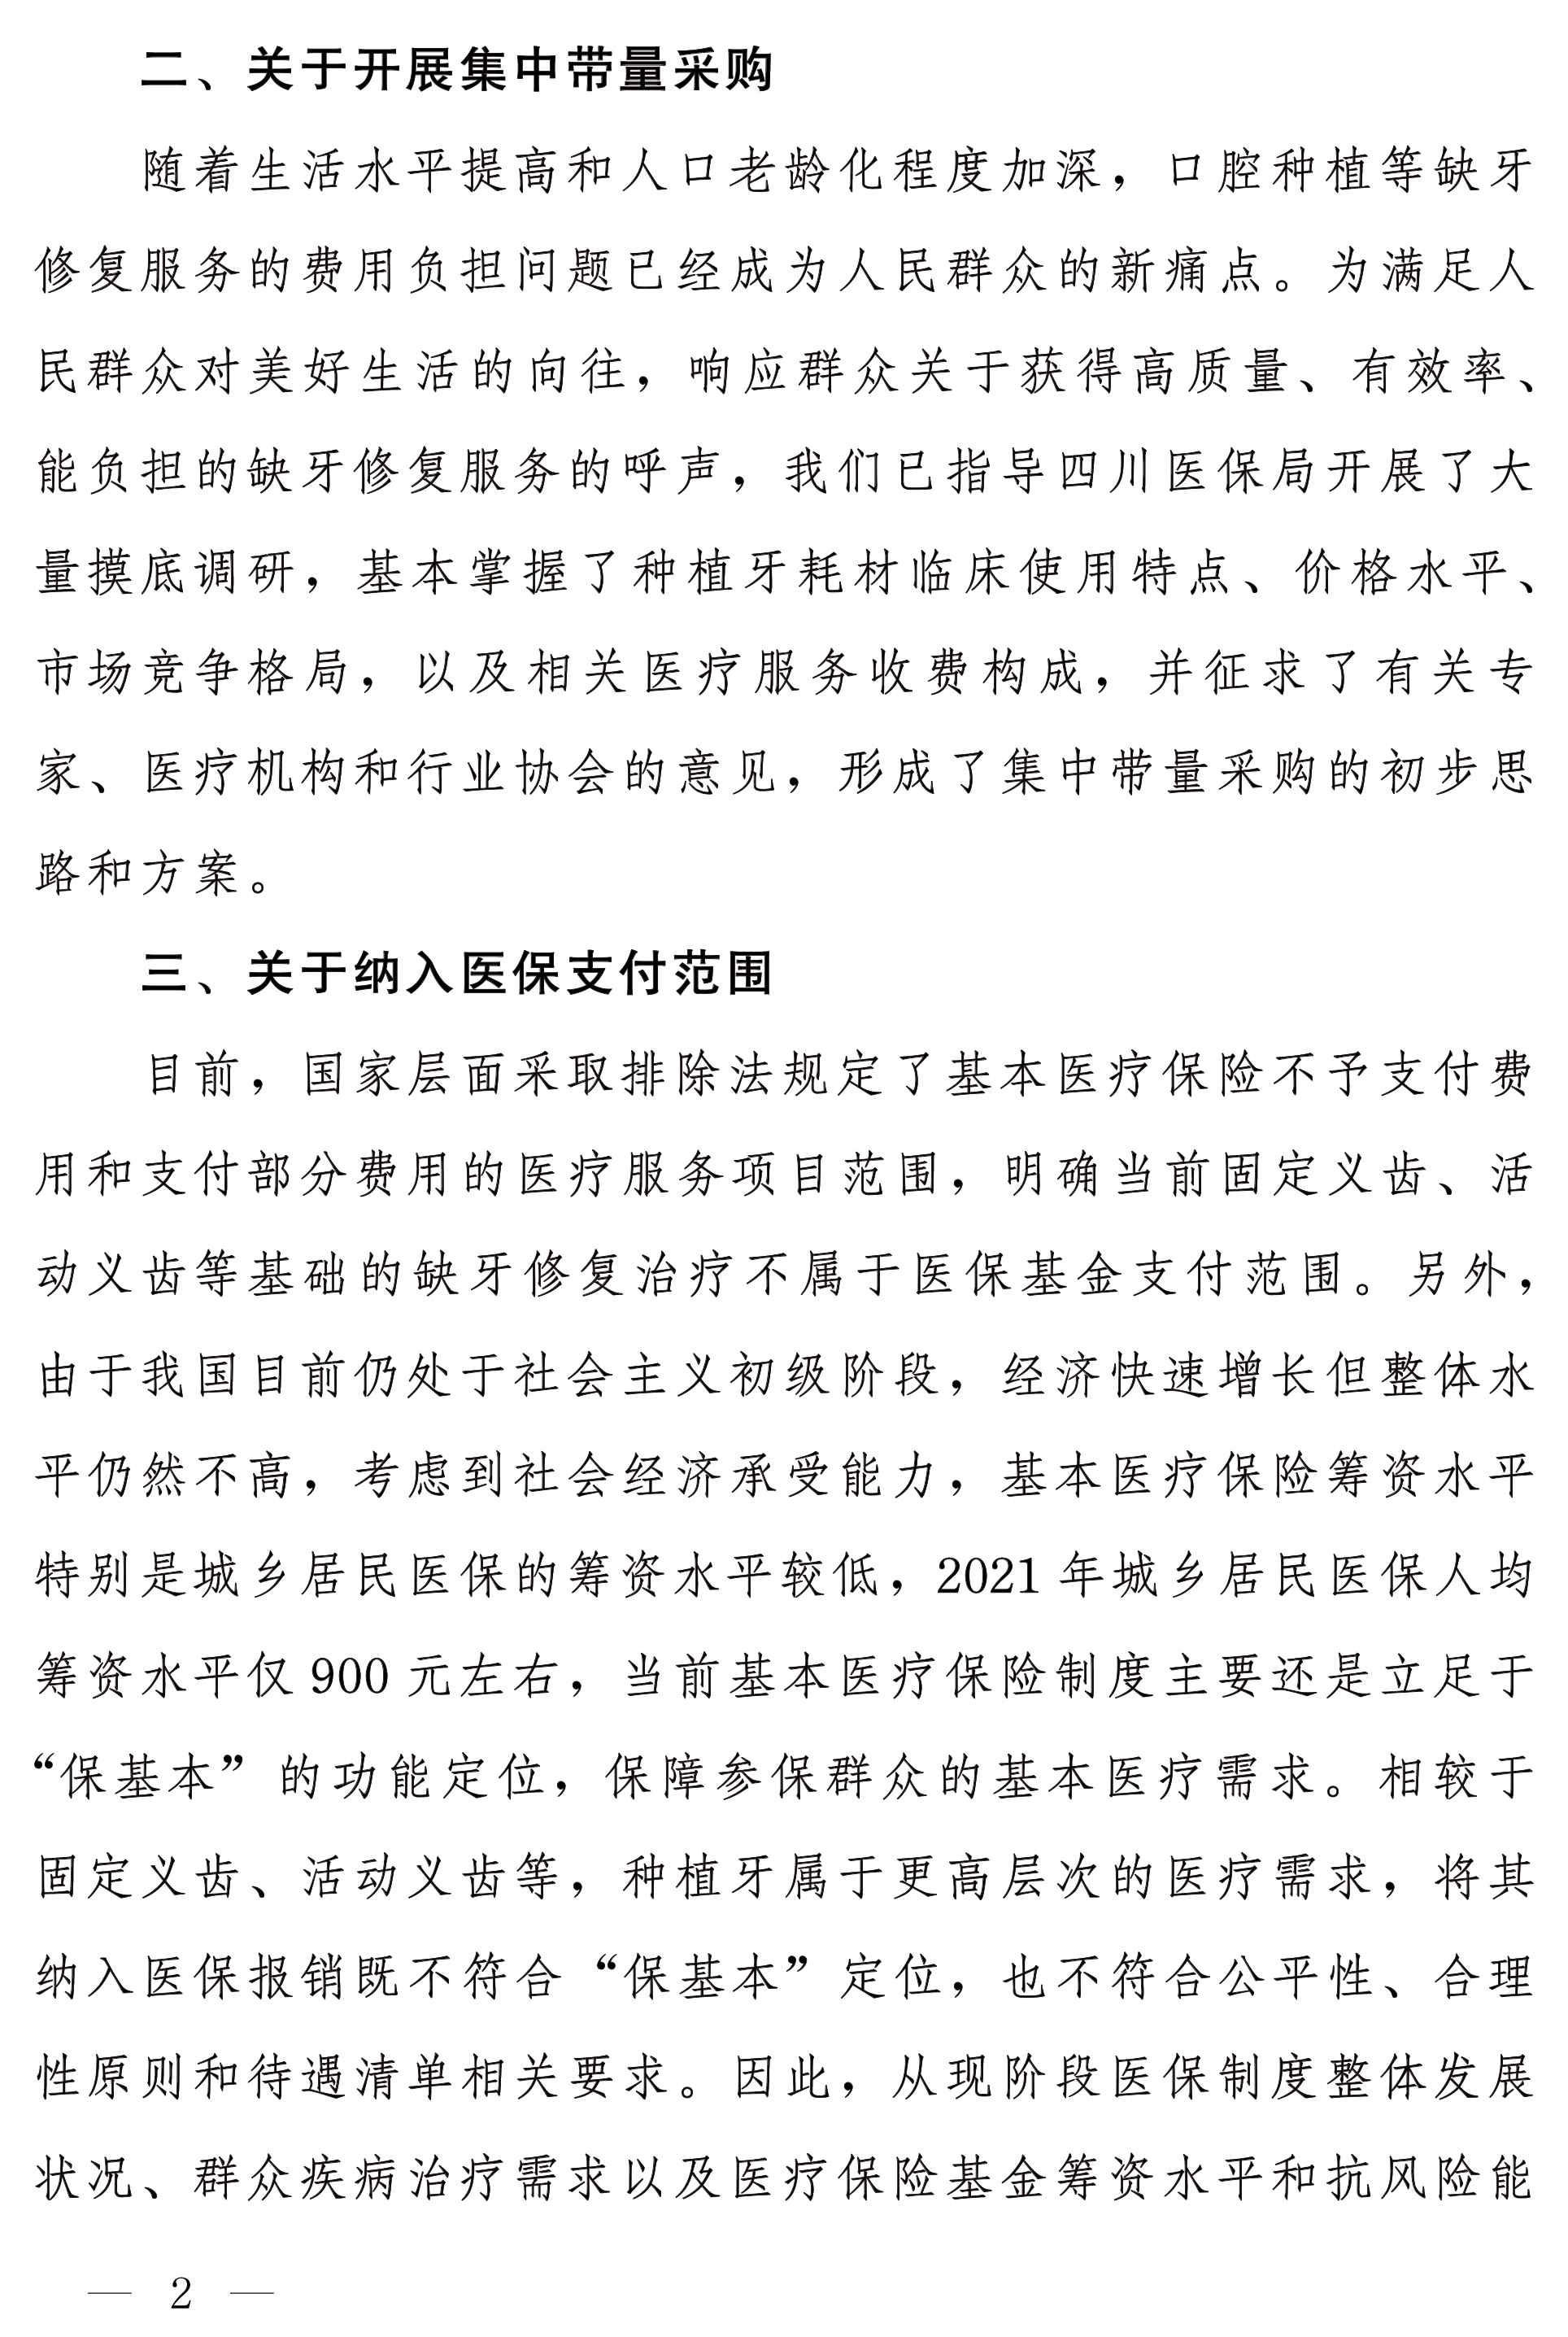 二、关于开展集中带量采购
随着生活水平提高和人口老龄化程度加深，口腔种植等缺牙
修复服务的费用负担问题已经成为人民群众的新痛点。为满足人
民群众对美好生活的向往，响应群众关于获得高质量、有效率、
能负担的缺牙修复服务的呼声，我们已指导四川医保局开展了大
量摸底调研，基本掌握了种植牙耗材临床使用特点、价格水平、
市场竞争格局，以及相关医疗服务收费构成，并征求了有关专
家、医疗机构和行业协会的意见，形成了集中带量采购的初步思
路和方案。
三、关于纳入医保支付范围
目前，国家层面采取排除法规定了基本医疗保险不予支付费
用和支付部分费用的医疗服务项目范围，明确当前固定义齿、活
动义齿等基础的缺牙修复治疗不属于医保基金支付范围。另外，
由于我国目前仍处于社会主义初级阶段，经济快速增长但整体水
平仍然不高，考虑到社会经济承受能力，基本医疗保险筹资水平
特别是城乡居民医保的筹资水平较低，2021 年城乡居民医保人均
筹资水平仅 900 元左右，当前基本医疗保险制度主要还是立足于
“保基本”的功能定位，保障参保群众的基本医疗需求。相较于
固定义齿、活动义齿等，种植牙属于更高层次的医疗需求，将其
纳入医保报销既不符合“保基本”定位，也不符合公平性、合理
性原则和待遇清单相关要求。因此，从现阶段医保制度整体发展
状况、群众疾病治疗需求以及医疗保险基金筹资水平和抗风险能
— 2 —